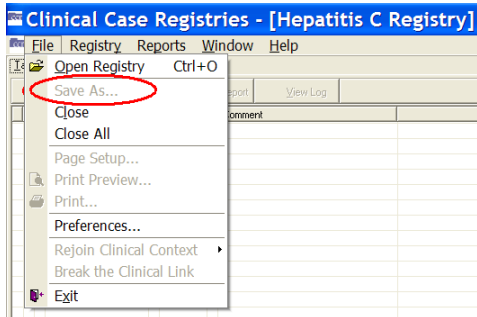 Clinical Case Registries - [Hepatitis C Registry]
File Registry Reports Window Help
Open Registry Ctrl+O
Save As...
eport View Log
Close
Comment
Close All
Page Setup...
Print Preview...
Print...
Preferences...
Rejoin Clinical Context
Break the Clinical Link
Exit